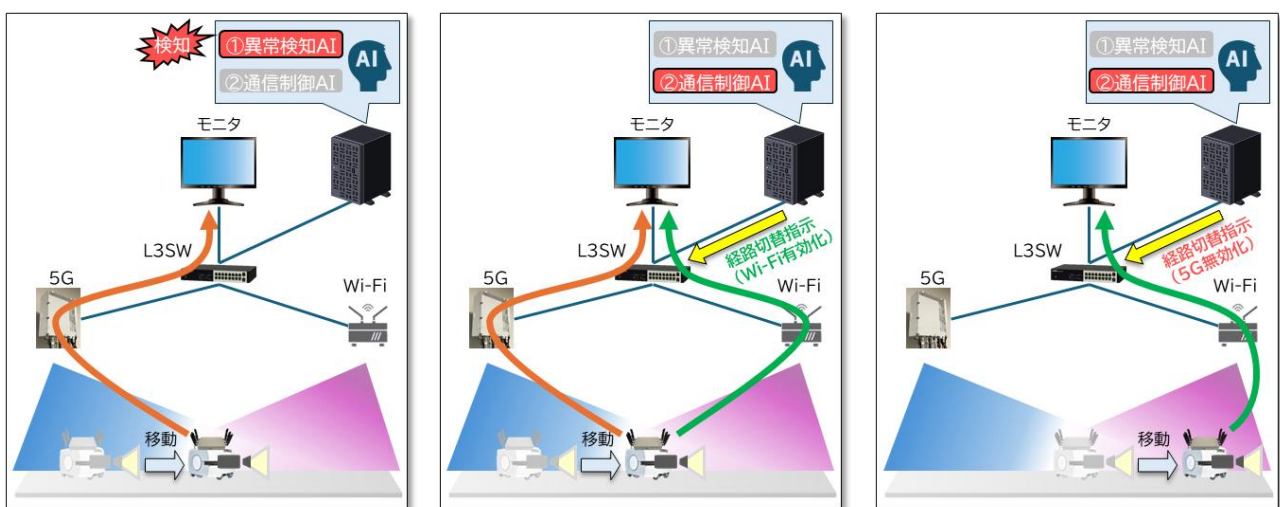 検知
①異常検知AI
②通信制御AI
AI
モニタ
L3SW
5G
Wi-Fi
移動
①異常検知AI
②通信制御AI
AI
モニタ
経路切替指示
(Wi-Fi有効化)
L3SW
5G
Wi-Fi
移動
①異常検知AI
②通信制御AI
AI
モニタ
経路切替指示
(5G無効化)
L3SW
5G
Wi-Fi
移動